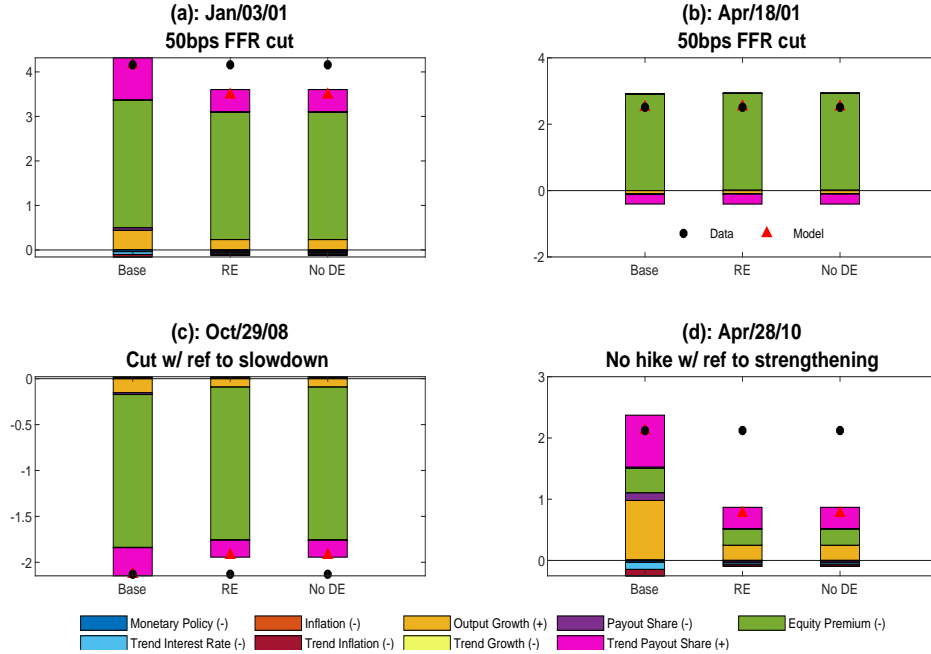 (a): Jan/03/01
50bps FFR cut
4
3
2
1
0
Base
RE
No DE
(b): Apr/18/01
50bps FFR cut
4
2
0
-2
Data
Model
Base
RE
No DE
(c): Oct/29/08
Cut w/ ref to slowdown
0
-0.5
-1
-1.5
-2
Base
RE
No DE
(d): Apr/28/10
No hike w/ ref to strengthening
3
2
1
0
Base
RE
No DE
Monetary Policy (-)
Inflation (-)
Output Growth (+)
Payout Share (-)
Equity Premium (-)
Trend Interest Rate (-)
Trend Inflation (-)
Trend Growth (-)
Trend Payout Share (+)